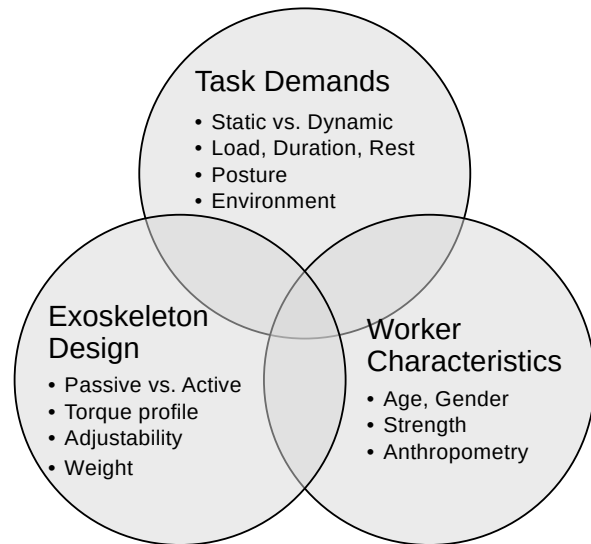 Task Demands
• Static vs. Dynamic
• Load, Duration, Rest
• Posture
• Environment
Exoskeleton
Design
• Passive vs. Active
• Torque profile
• Adjustability
• Weight
Worker
Characteristics
• Age, Gender
• Strength
• Anthropometry